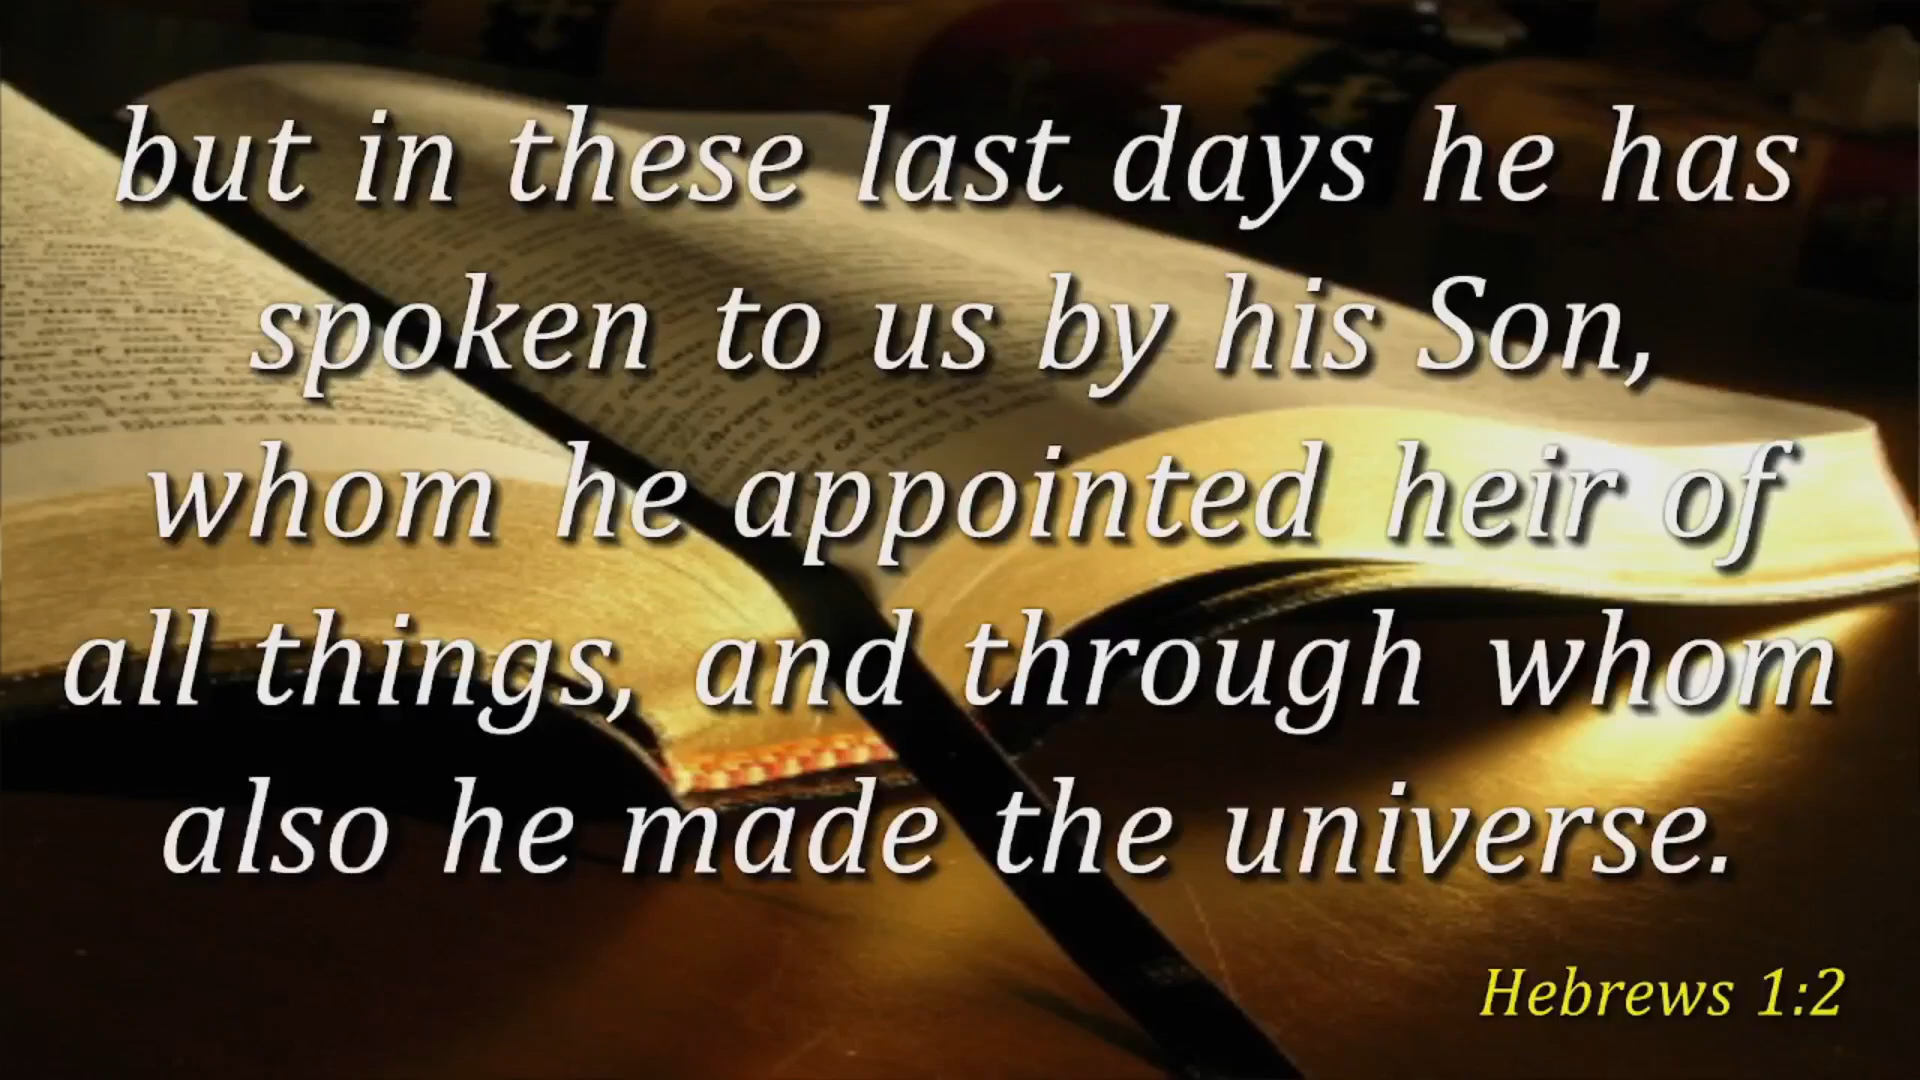 but in these last days he has
spoken to us by his Son,
whom he appointed heir of
all things, and through whom
also he made the universe.
Hebrews 1:2